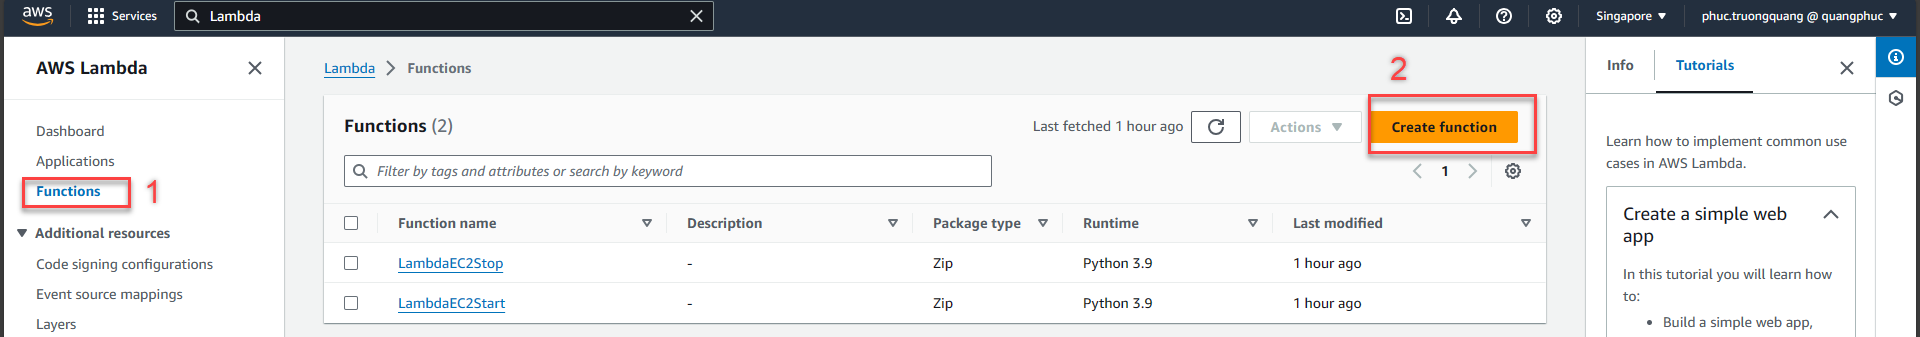 aws
Services
Lambda
Singapore
phuc.truongquang @ quangphuc
AWS Lambda
Dashboard
Applications
Functions
1
Additional resources
Code signing configurations
Event source mappings
Layers
Lambda > Functions
2
Functions (2)
Last fetched 1 hour ago
Actions
Create function
Filter by tags and attributes or search by keyword
1
Function name Description Package type Runtime Last modified
LambdaEC2Stop - Zip Python 3.9 1 hour ago
LambdaEC2Start - Zip Python 3.9 1 hour ago
Info
Tutorials
Learn how to implement common use
cases in AWS Lambda.
Create a simple web
app
In this tutorial you will learn how
to:
• Build a simple web app,